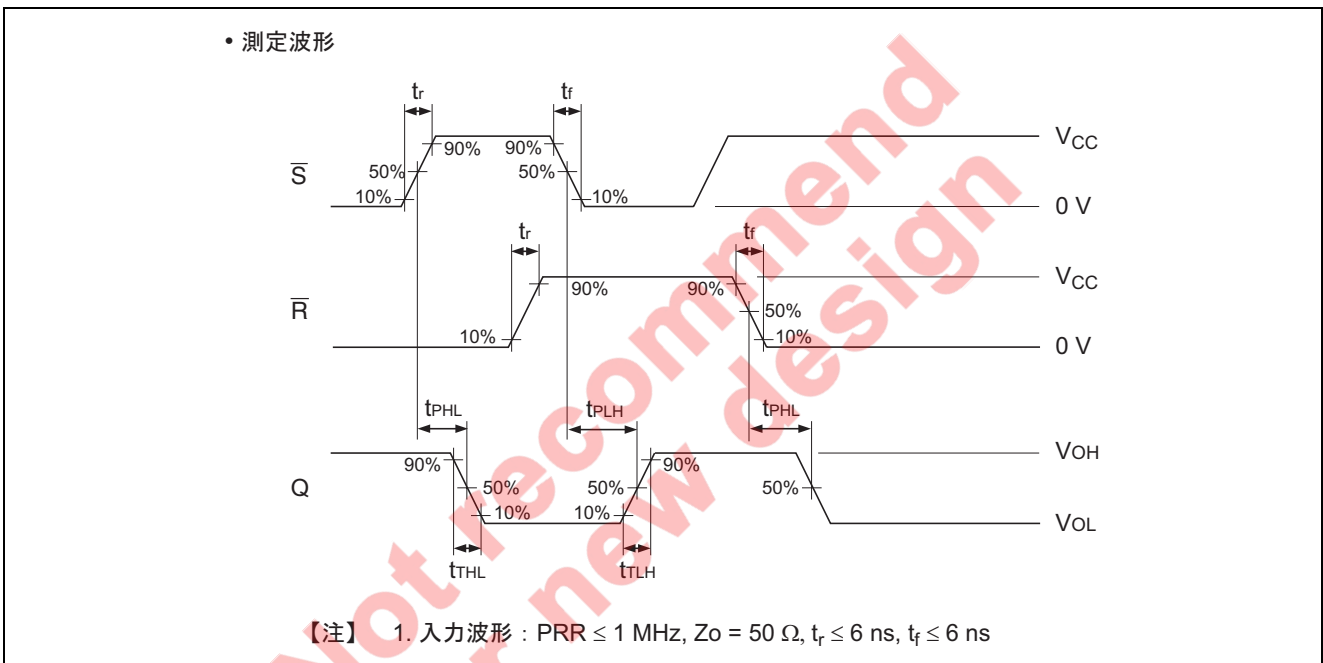 • 測定波形
tr tf
90% 90% VCC
S̅ 50% 50%
10% 10% 0 V
tr tf
90% 90% VCC
R̅ 50%
10% 10% 0 V
tPHL tPLH tPHL
90% 90% VOH
Q 50% 50% 50%
10% 10% VOL
tTHL tTLH
【注】 1. 入力波形：PRR ≤ 1 MHz, Zo = 50 Ω, tr ≤ 6 ns, tf ≤ 6 ns
Not recommend
r new design